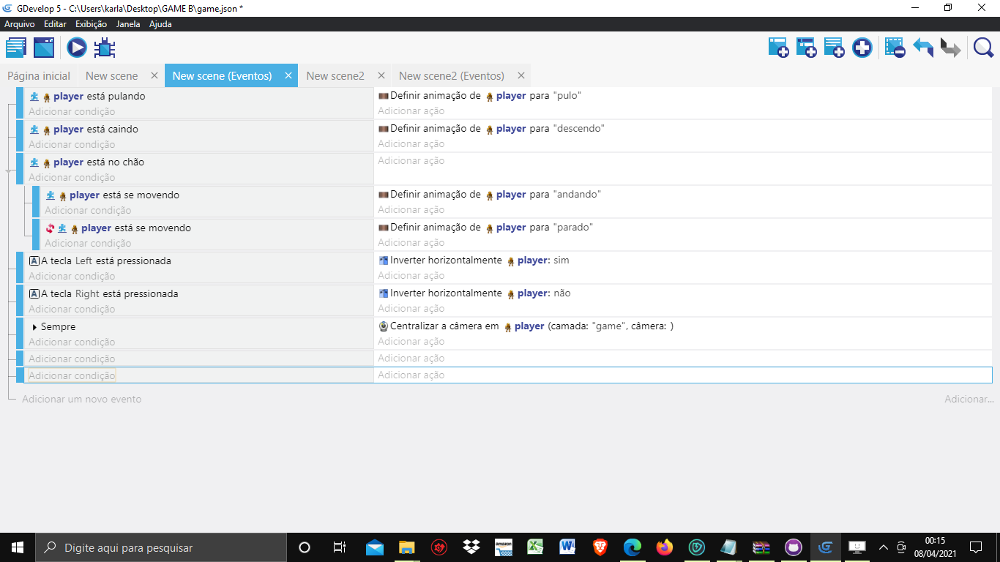 GDevelop 5 - C:\Users\karla\Desktop\GAME B\game.json *
Arquivo Editar Exibição Janela Ajuda
Página inicial New scene × New scene (Eventos) × New scene2 × New scene2 (Eventos) ×
player está pulando Definir animação de player para "pulo"
Adicionar condição Adicionar ação
player está caindo Definir animação de player para "descendo"
Adicionar condição Adicionar ação
player está no chão Adicionar ação
Adicionar condição
player está se movendo Definir animação de player para "andando"
Adicionar condição Adicionar ação
player está se movendo Definir animação de player para "parado"
Adicionar condição Adicionar ação
A A tecla Left está pressionada Inverter horizontalmente player: sim
Adicionar condição Adicionar ação
A A tecla Right está pressionada Inverter horizontalmente player: não
Adicionar condição Adicionar ação
Sempre Centralizar a câmera em player (camada: "game", câmera: )
Adicionar condição Adicionar ação
Adicionar condição Adicionar ação
Adicionar condição Adicionar ação
Adicionar um novo evento Adicionar...
Digite aqui para pesquisar amazon 00:15
08/04/2021